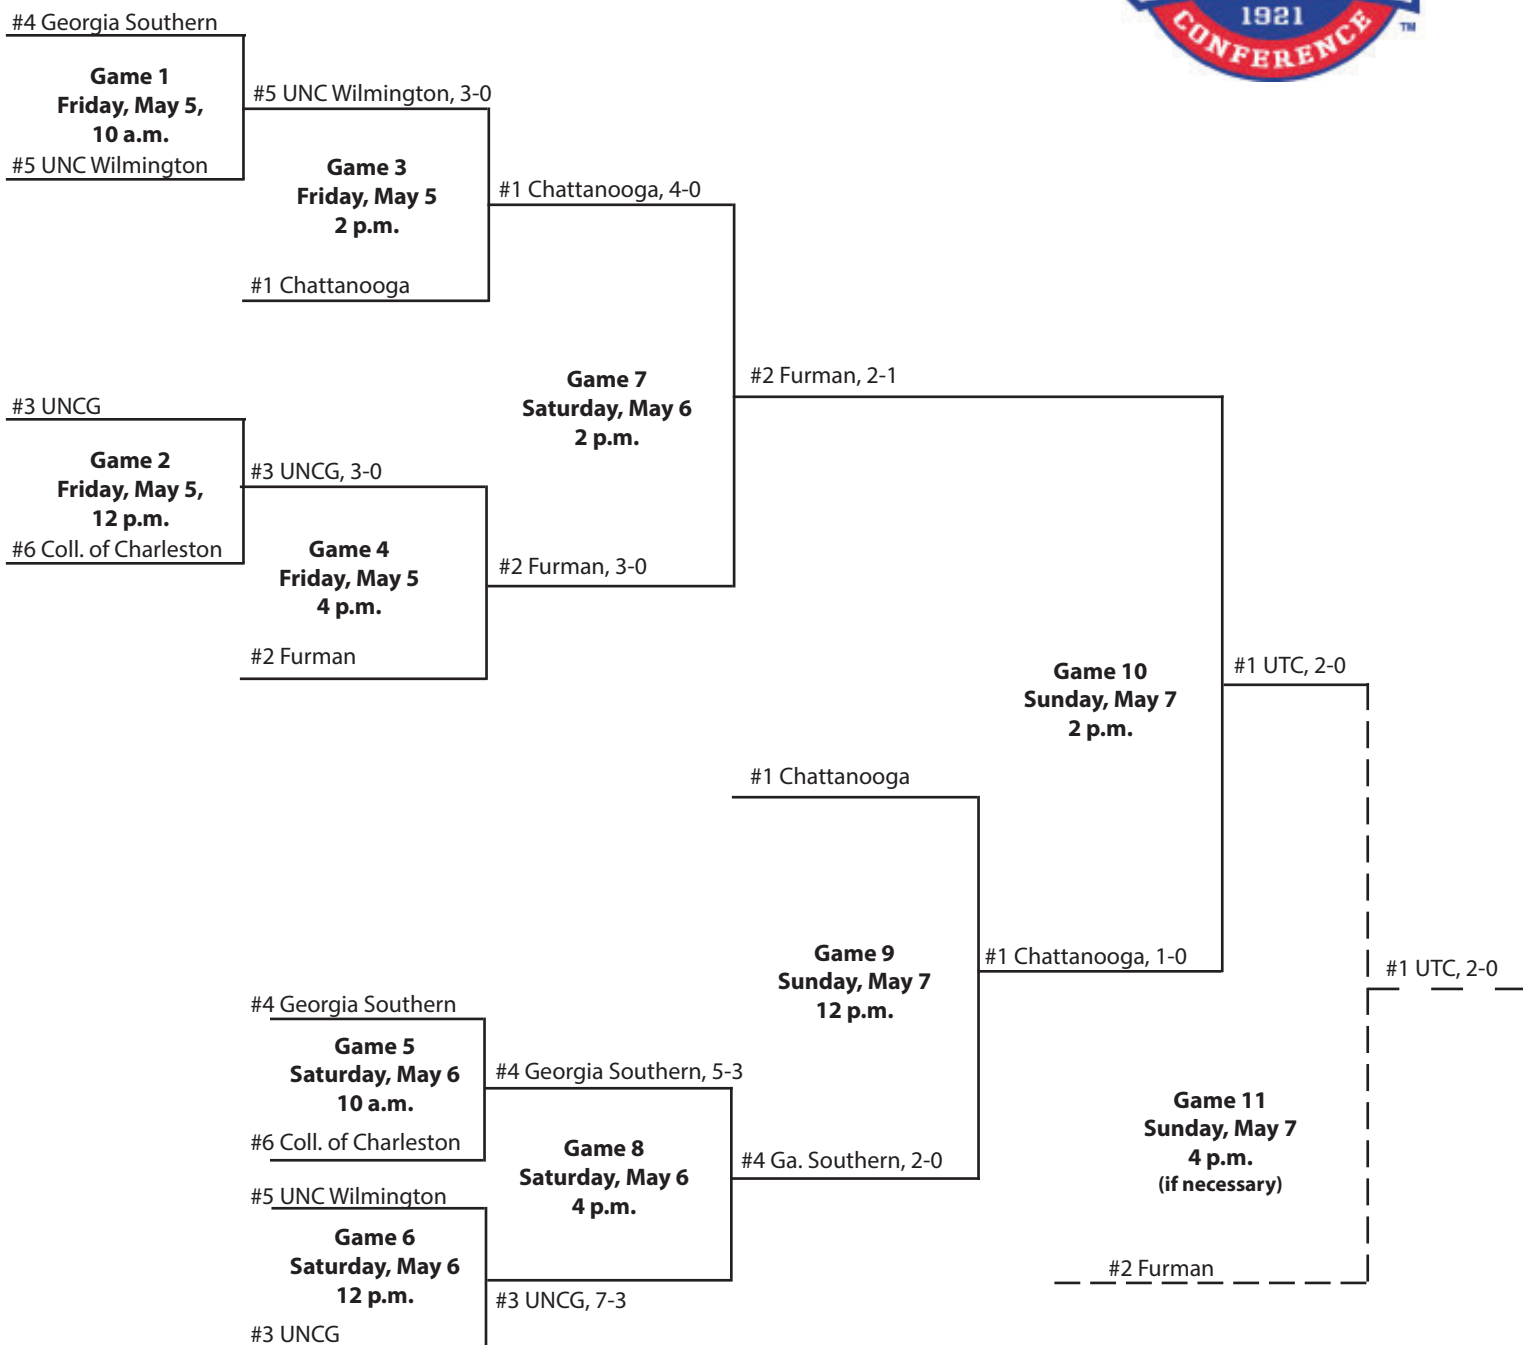 1921
CONFERENCE
TM
#4 Georgia Southern
Game 1
Friday, May 5,
10 a.m.
#5 UNC Wilmington
#5 UNC Wilmington, 3-0
Game 3
Friday, May 5
2 p.m.
#1 Chattanooga
#1 Chattanooga, 4-0
#3 UNCG
Game 2
Friday, May 5,
12 p.m.
#6 Coll. of Charleston
#3 UNCG, 3-0
Game 4
Friday, May 5
4 p.m.
#2 Furman
#2 Furman, 3-0
Game 7
Saturday, May 6
2 p.m.
#2 Furman, 2-1
Game 10
Sunday, May 7
2 p.m.
#1 UTC, 2-0
#1 Chattanooga
Game 9
Sunday, May 7
12 p.m.
#1 Chattanooga, 1-0
#1 UTC, 2-0
#4 Georgia Southern
Game 5
Saturday, May 6
10 a.m.
#6 Coll. of Charleston
#4 Georgia Southern, 5-3
Game 8
Saturday, May 6
4 p.m.
#4 Ga. Southern, 2-0
#5 UNC Wilmington
Game 6
Saturday, May 6
12 p.m.
#3 UNCG
#3 UNCG, 7-3
Game 11
Sunday, May 7
4 p.m.
(if necessary)
#2 Furman